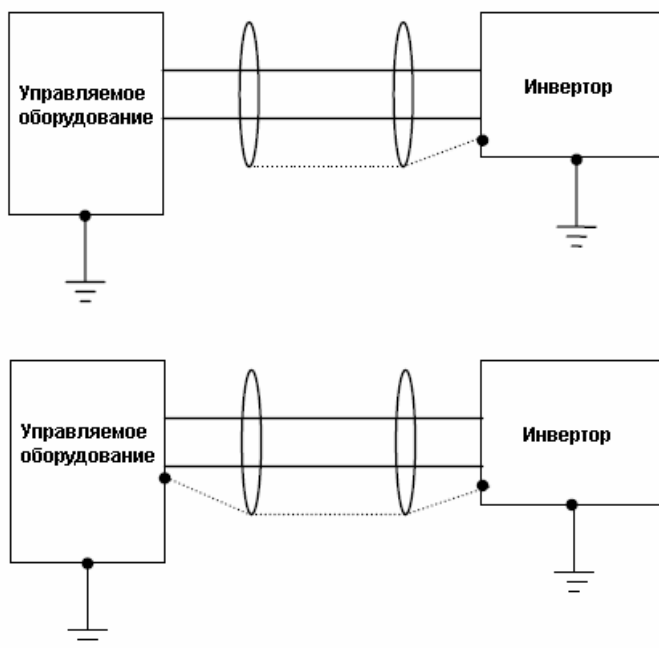 Управляемое
оборудование
Инвертор
Управляемое
оборудование
Инвертор